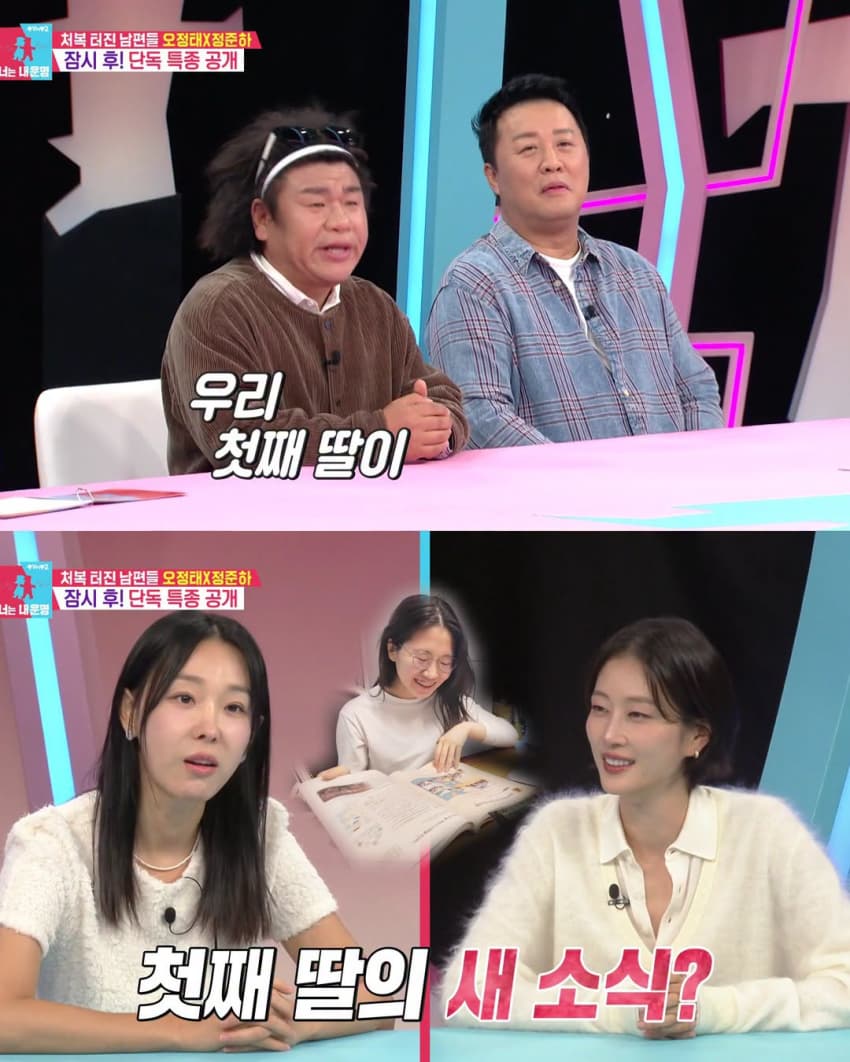 처복 터진 남편들 오정태X정준하
잠시 후! 단독 특종 공개
너는 내 운명
우리
첫째 딸이
처복 터진 남편들 오정태X정준하
잠시 후! 단독 특종 공개
너는 내 운명
첫째 딸의 새 소식?